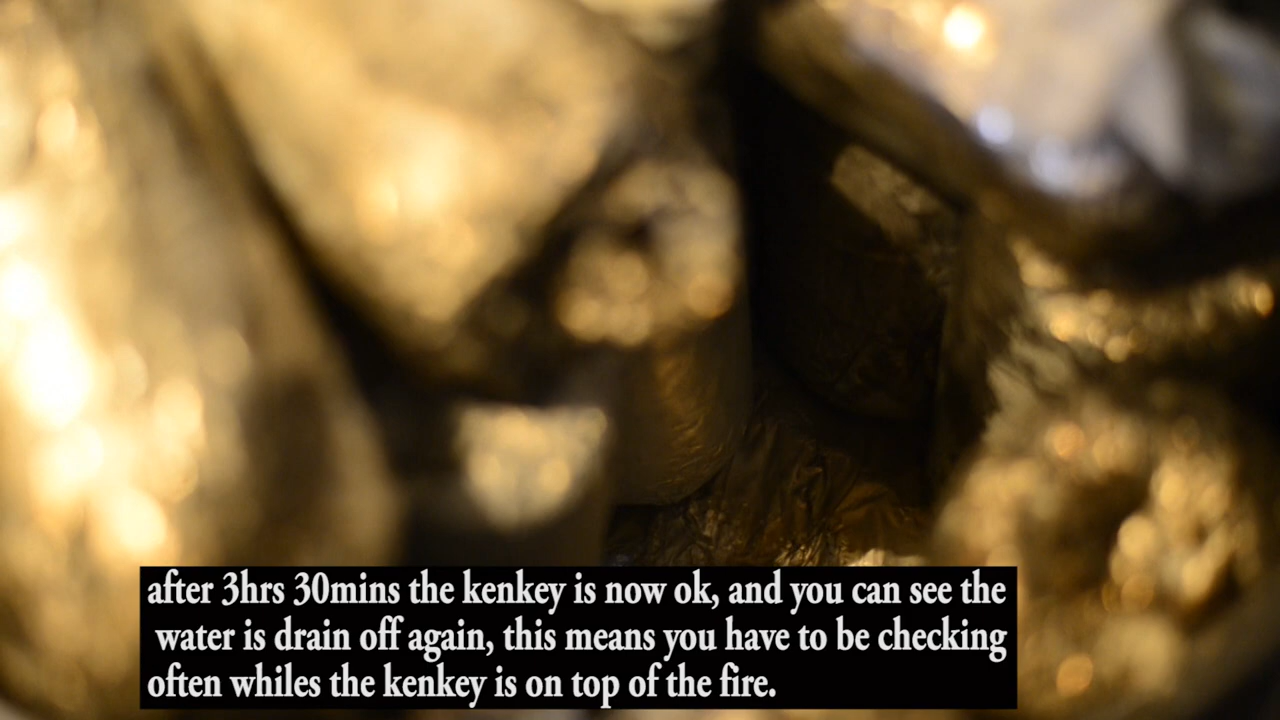 after 3hrs 30mins the kenkey is now ok, and you can see the
water is drain off again, this means you have to be checking
often whiles the kenkey is on top of the fire.